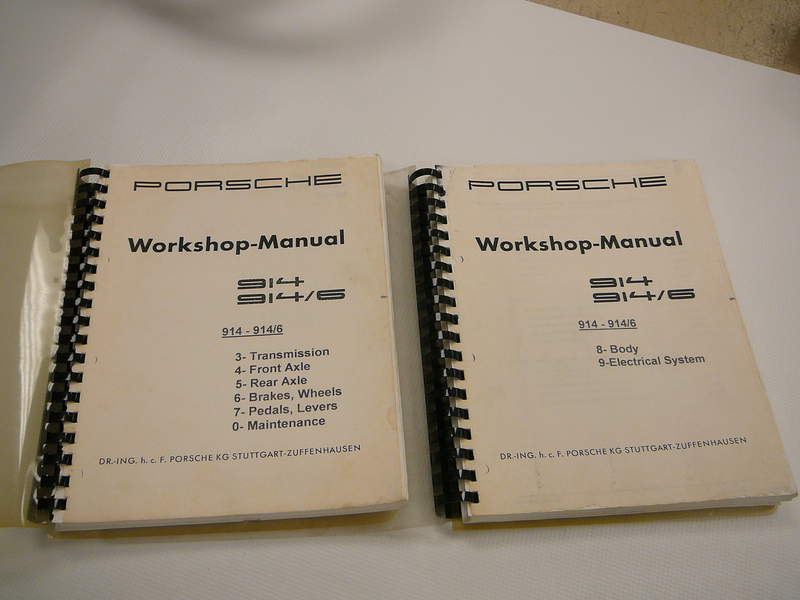 PORSCHE
Workshop-Manual
914
914/6
914 - 914/6
3- Transmission
4- Front Axle
5- Rear Axle
6- Brakes, Wheels
7- Pedals, Levers
0- Maintenance
DR.-ING. h. c. F. PORSCHE KG STUTTGART-ZUFFENHAUSEN
PORSCHE
Workshop-Manual
914
914/6
914 - 914/6
8- Body
9-Electrical System
DR.-ING. h. c. F. PORSCHE KG STUTTGART-ZUFFENHAUSEN